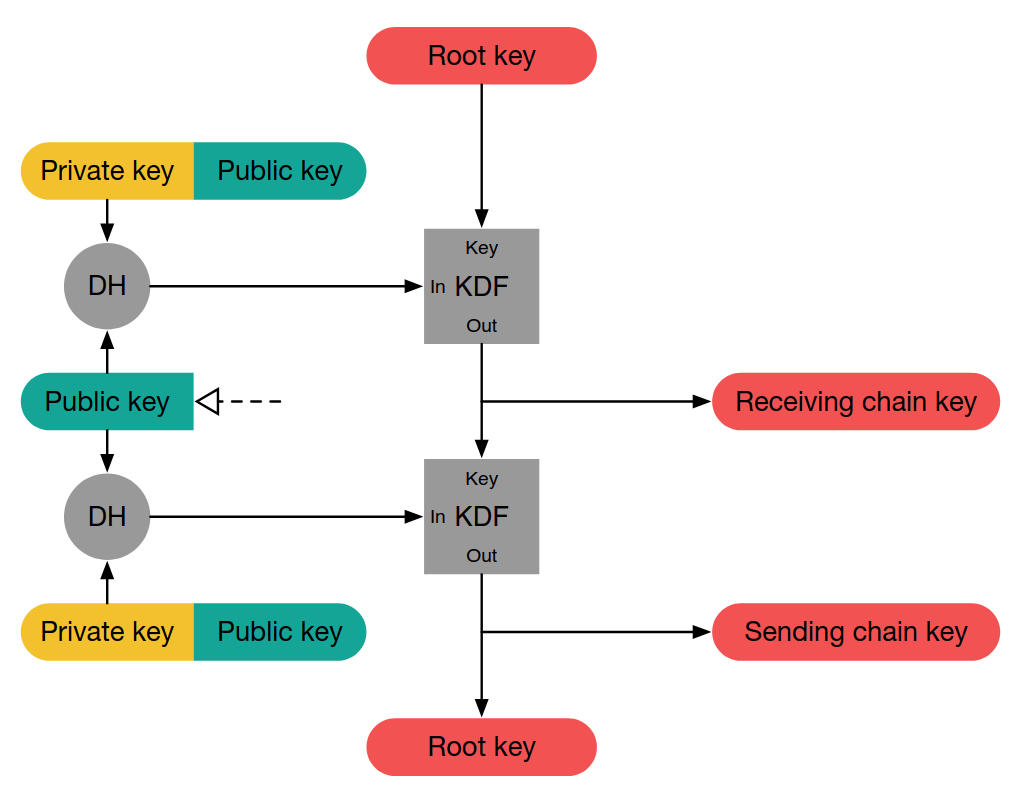 Root key
Private key Public key
Key
DH
In KDF
Out
Public key
Receiving chain key
Key
DH
In KDF
Out
Private key Public key
Sending chain key
Root key